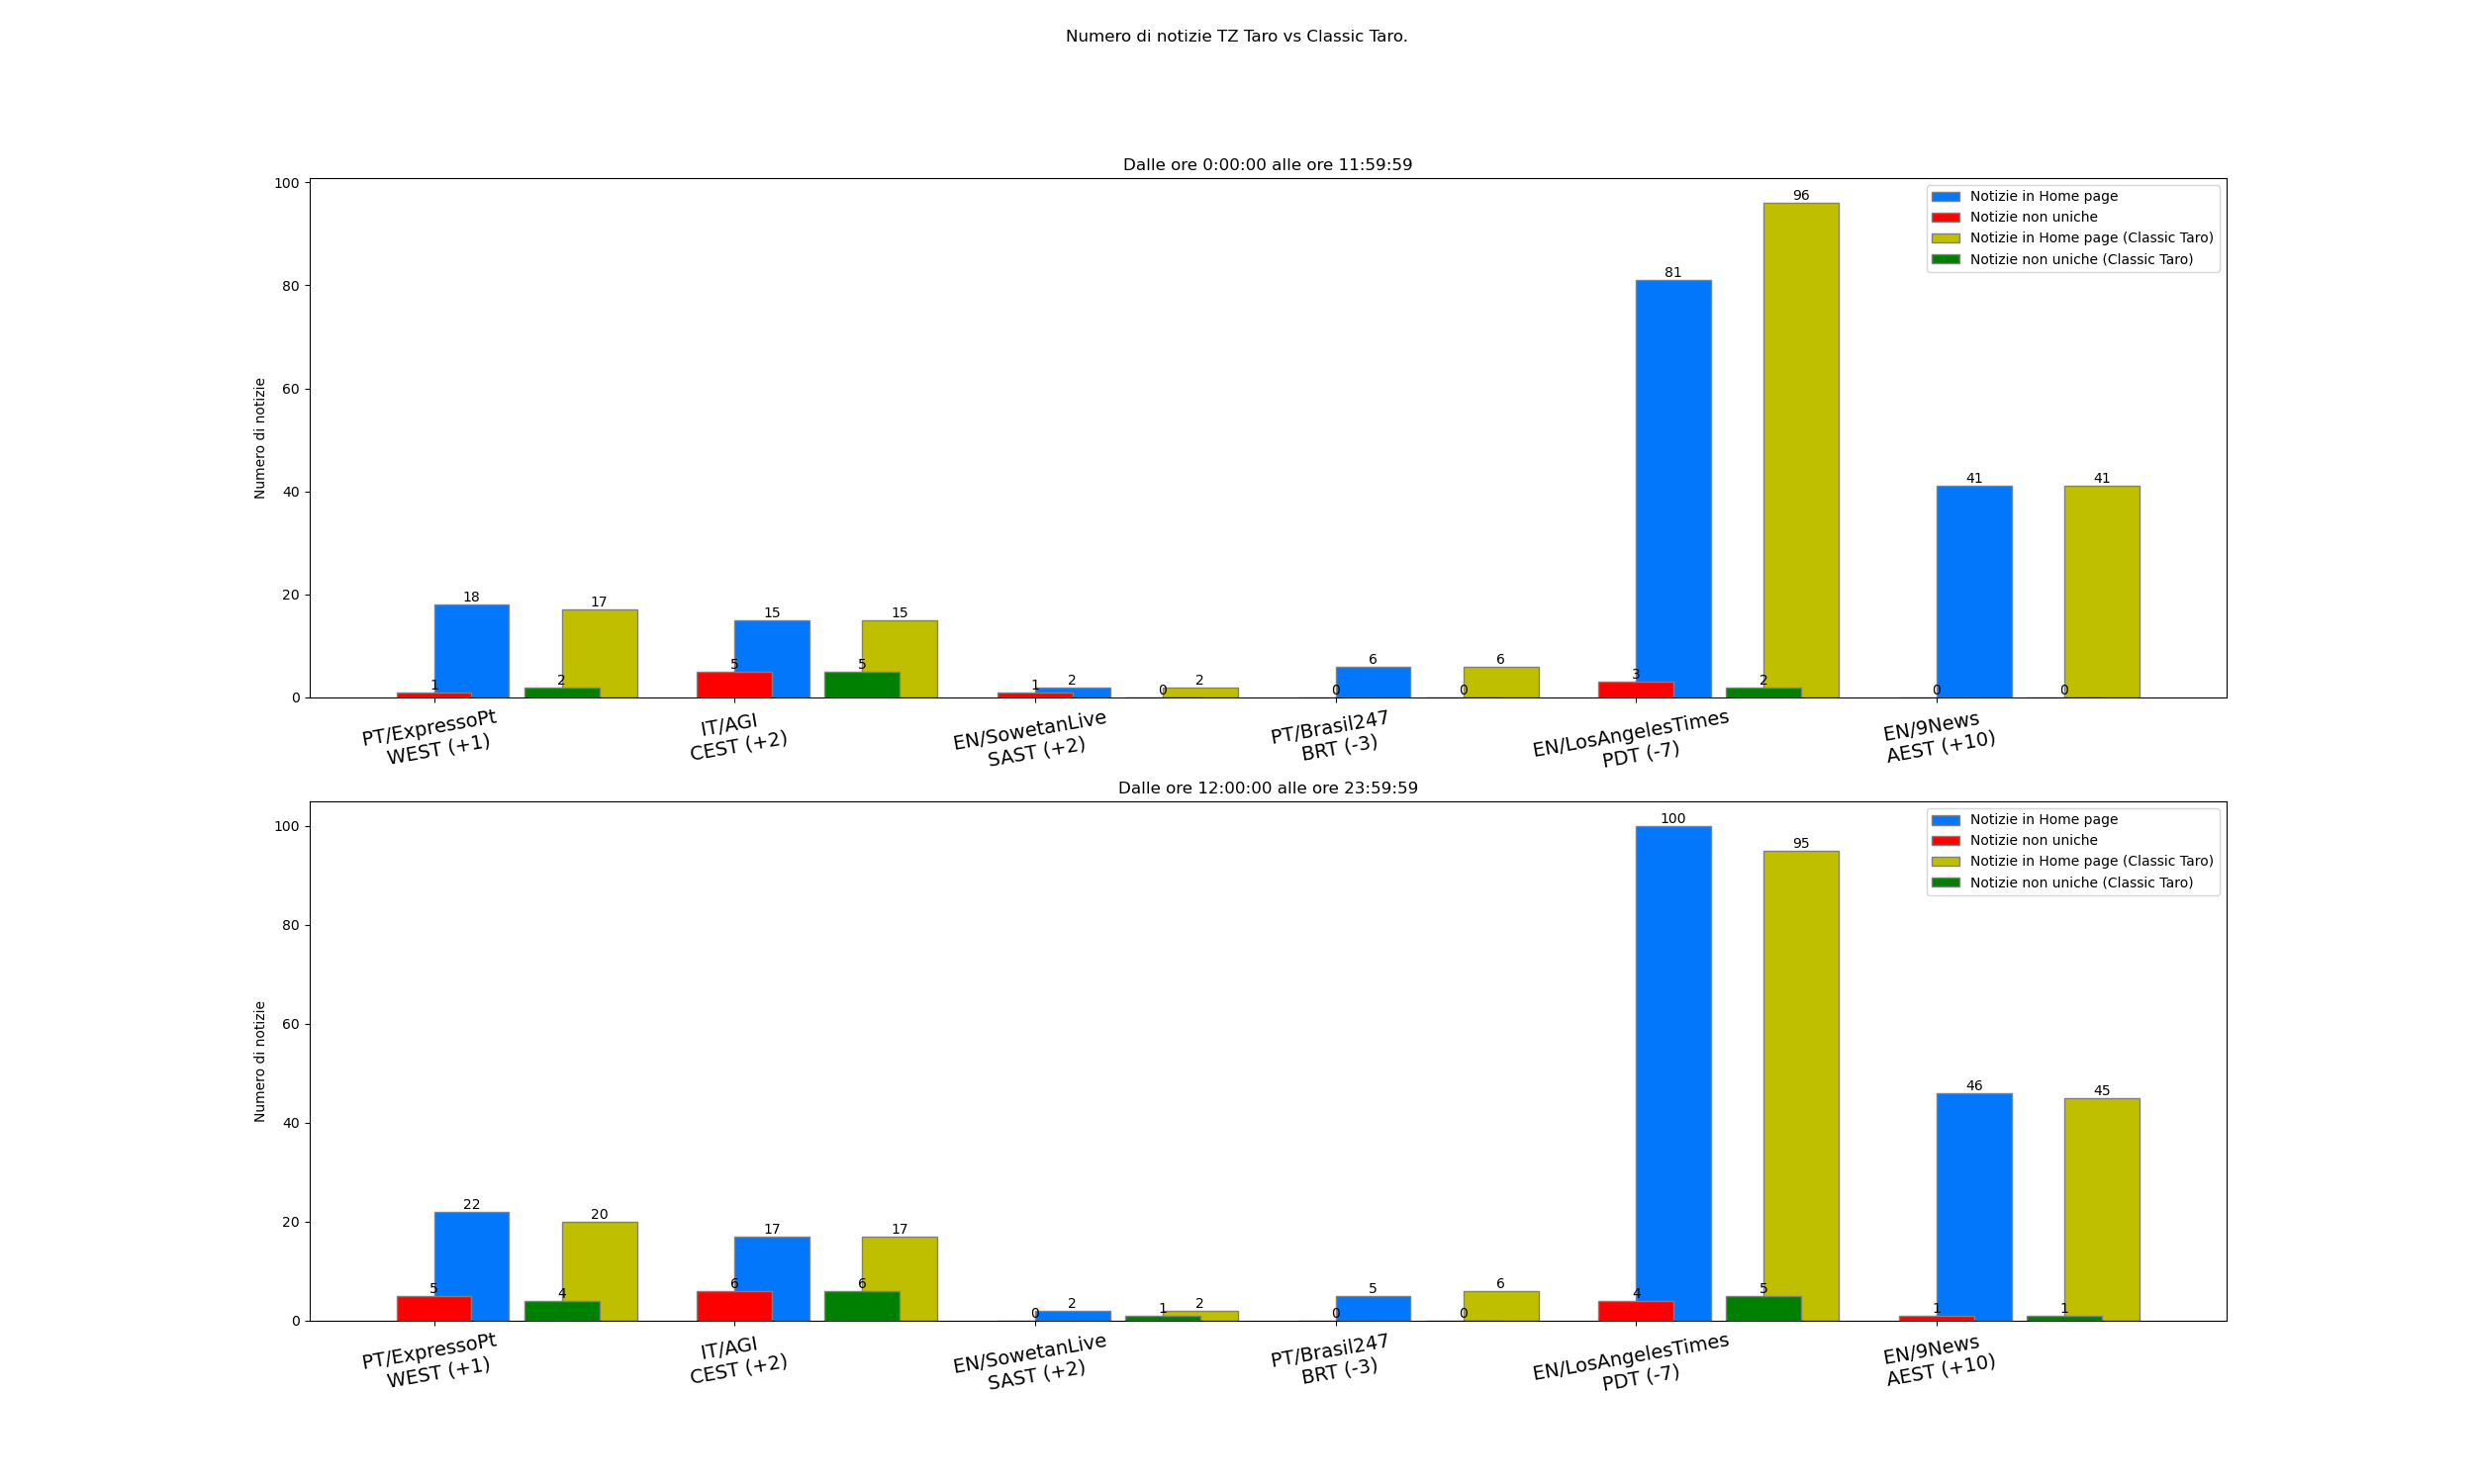 Numero di notizie TZ Taro vs Classic Taro.
Dalle ore 0:00:00 alle ore 11:59:59
Numero di notizie
100
80
60
40
20
0
Notizie in Home page
Notizie non uniche
Notizie in Home page (Classic Taro)
Notizie non uniche (Classic Taro)
1
18
2
17
5
15
5
15
1
2
0
2
0
6
0
6
3
81
2
96
0
41
0
41
PT/ExpressoPt
WEST (+1)
IT/AGI
CEST (+2)
EN/SowetanLive
SAST (+2)
PT/Brasil247
BRT (-3)
EN/LosAngelesTimes
PDT (-7)
EN/9News
AEST (+10)
Dalle ore 12:00:00 alle ore 23:59:59
Numero di notizie
100
80
60
40
20
0
Notizie in Home page
Notizie non uniche
Notizie in Home page (Classic Taro)
Notizie non uniche (Classic Taro)
5
22
4
20
6
17
6
17
0
2
1
2
0
5
0
6
4
100
5
95
1
46
1
45
PT/ExpressoPt
WEST (+1)
IT/AGI
CEST (+2)
EN/SowetanLive
SAST (+2)
PT/Brasil247
BRT (-3)
EN/LosAngelesTimes
PDT (-7)
EN/9News
AEST (+10)